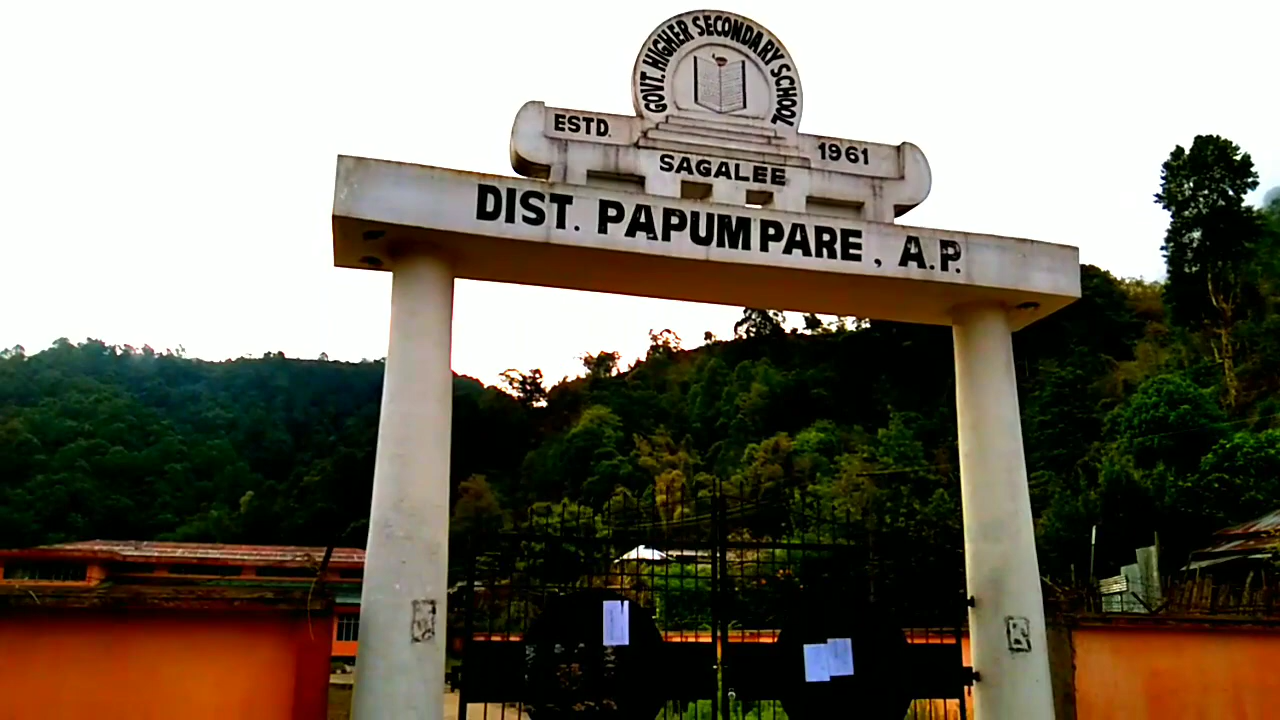 GOVT. HIGHER SECONDARY SCHOOL
ESTD. 1961
SAGALEE
DIST. PAPUM PARE, A.P.